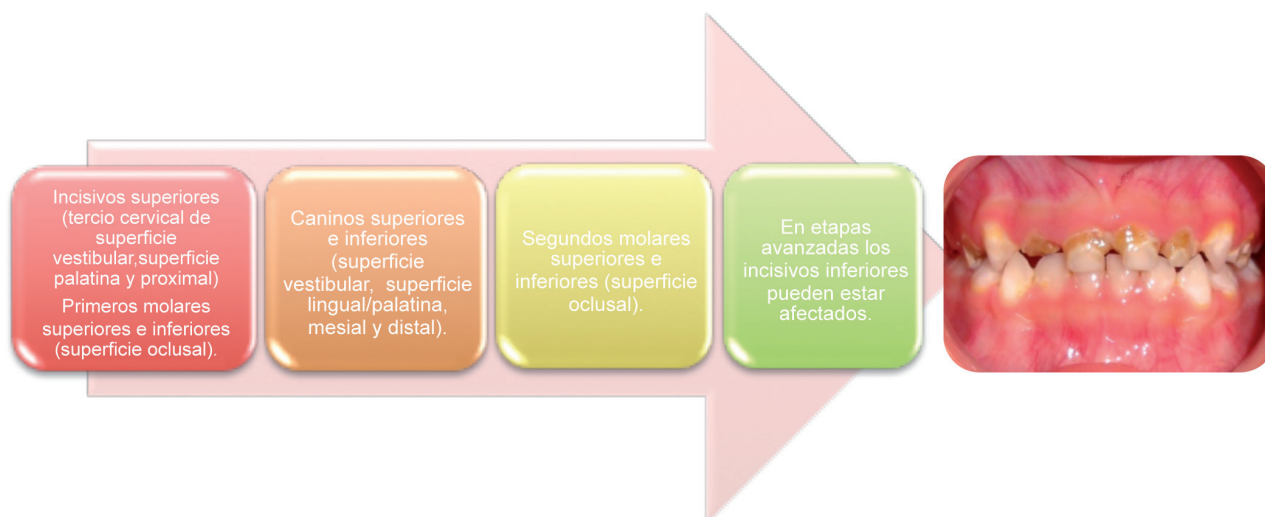 Incisivos superiores
(tercio cervical de
superficie
vestibular,superficie
palatina y proximal)
Primeros molares
superiores e inferiores
(superficie oclusal).
Caninos superiores
e inferiores
(superficie
vestibular, superficie
lingual/palatina,
mesial y distal).
Segundos molares
superiores e
inferiores (superficie
oclusal).
En etapas
avanzadas los
incisivos inferiores
pueden estar
afectados.